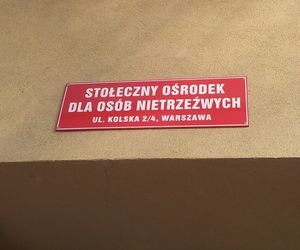 STOŁECZNY OŚRODEK
DLA OSÓB NIETRZEŹWYCH
UL. KOLSKA 2/4, WARSZAWA